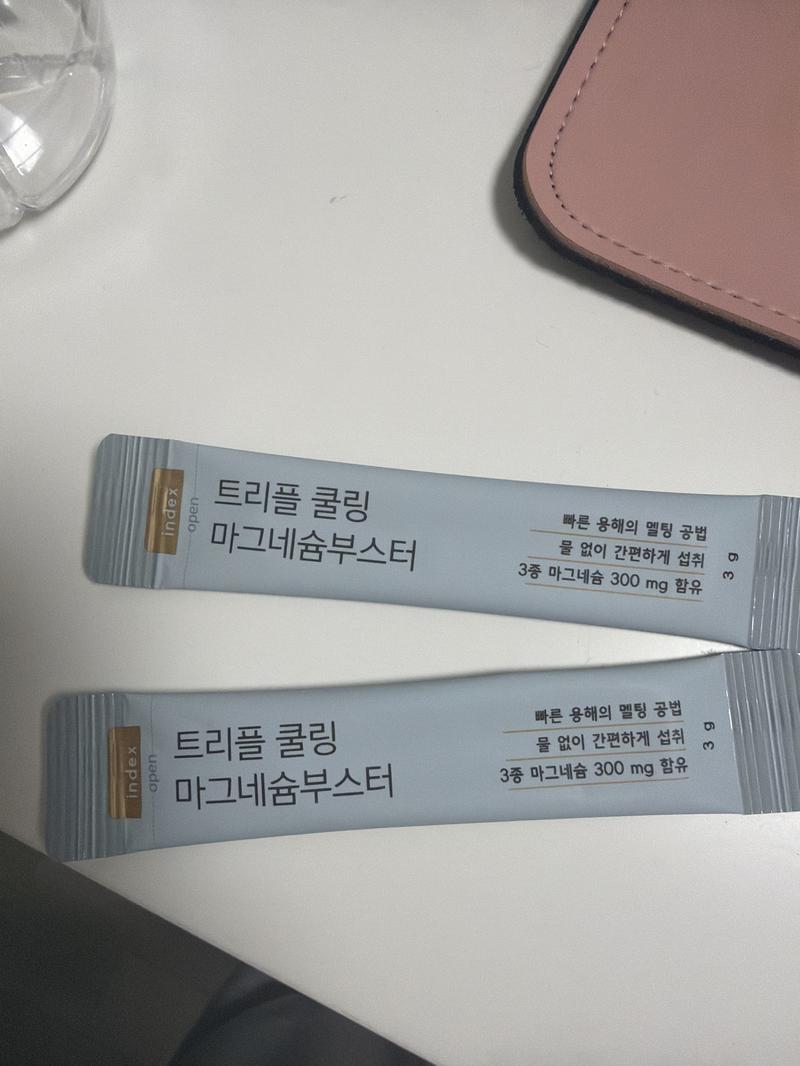 index
open
트리플 쿨링
마그네슘부스터
빠른 용해의 멜팅 공법
물 없이 간편하게 섭취
3종 마그네슘 300 mg 함유
3 g
index
open
트리플 쿨링
마그네슘부스터
빠른 용해의 멜팅 공법
물 없이 간편하게 섭취
3종 마그네슘 300 mg 함유
3 g